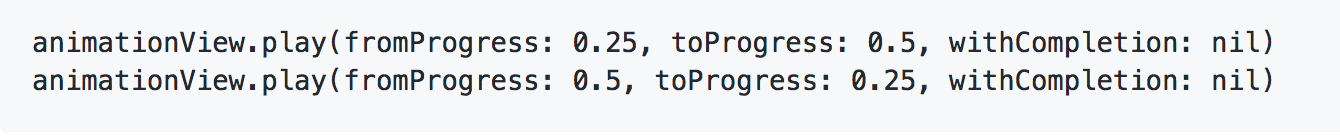 animationView.play(fromProgress: 0.25, toProgress: 0.5, withCompletion: nil)
animationView.play(fromProgress: 0.5, toProgress: 0.25, withCompletion: nil)